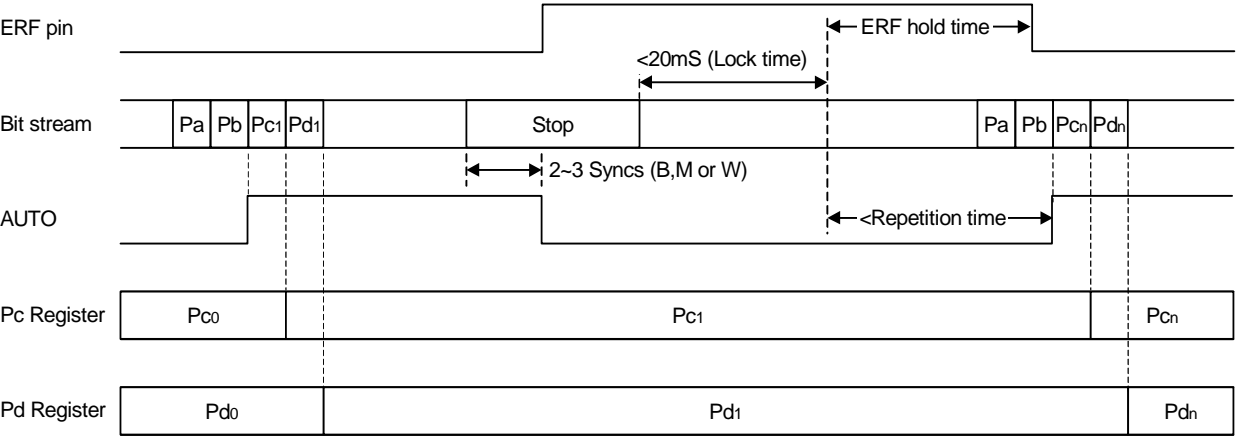 ERF pin
ERF hold time
<20mS (Lock time)
Bit stream
Pa Pb Pc1 Pd1 Stop Pa Pb Pcn Pdn
2~3 Syncs (B,M or W)
AUTO
<Repetition time
Pc Register Pc0 Pc1 Pcn
Pd Register Pd0 Pd1 Pdn